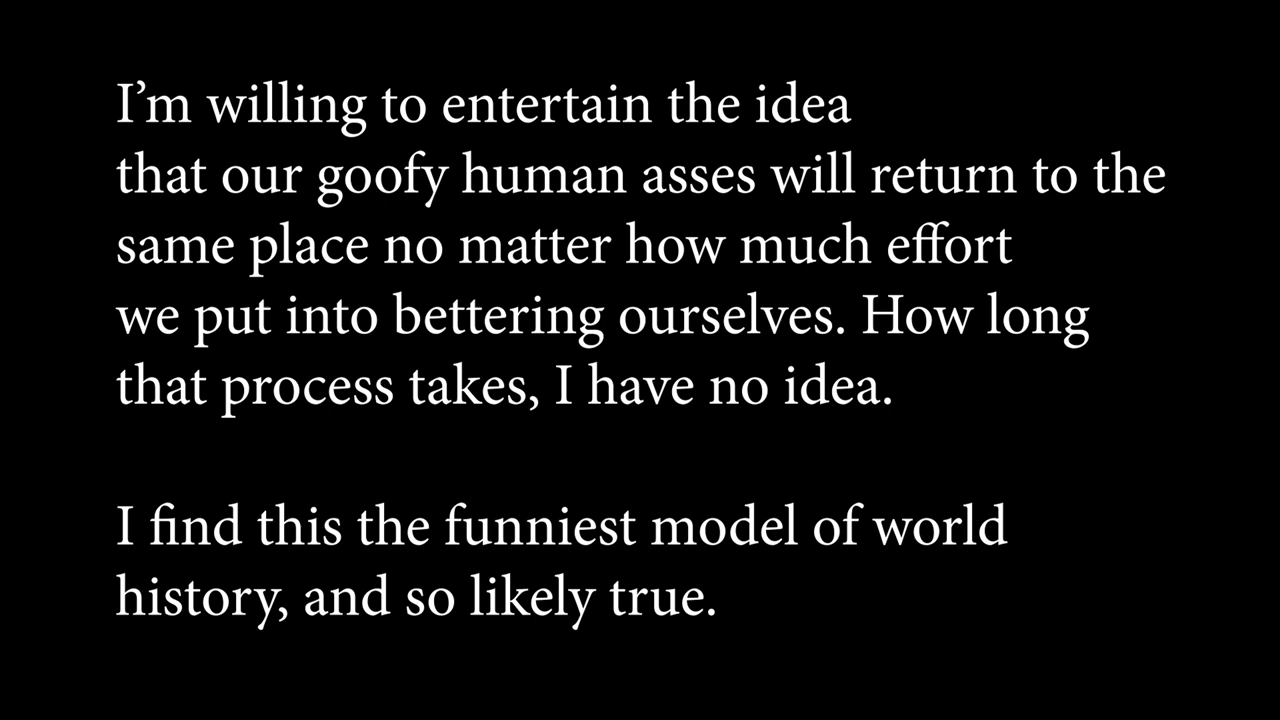 I’m willing to entertain the idea
that our goofy human asses will return to the
same place no matter how much effort
we put into bettering ourselves. How long
that process takes, I have no idea.
I find this the funniest model of world
history, and so likely true.